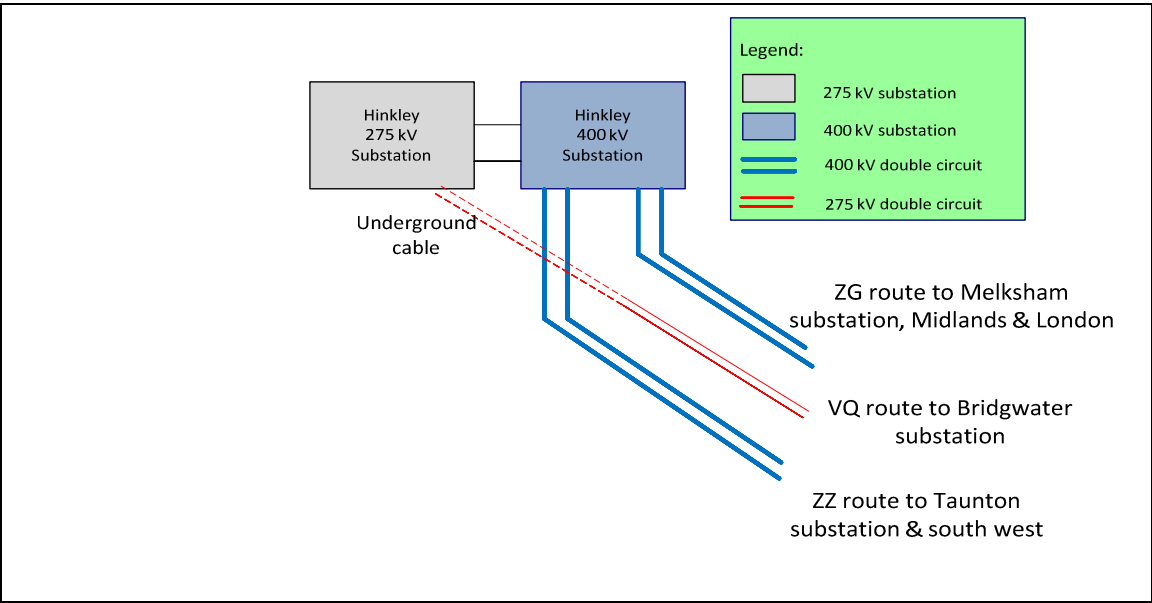 Legend:
275 kV substation
400 kV substation
400 kV double circuit
275 kV double circuit
Hinkley
275 kV
Substation
Hinkley
400 kV
Substation
Underground
cable
ZG route to Melksham
substation, Midlands & London
VQ route to Bridgwater
substation
ZZ route to Taunton
substation & south west